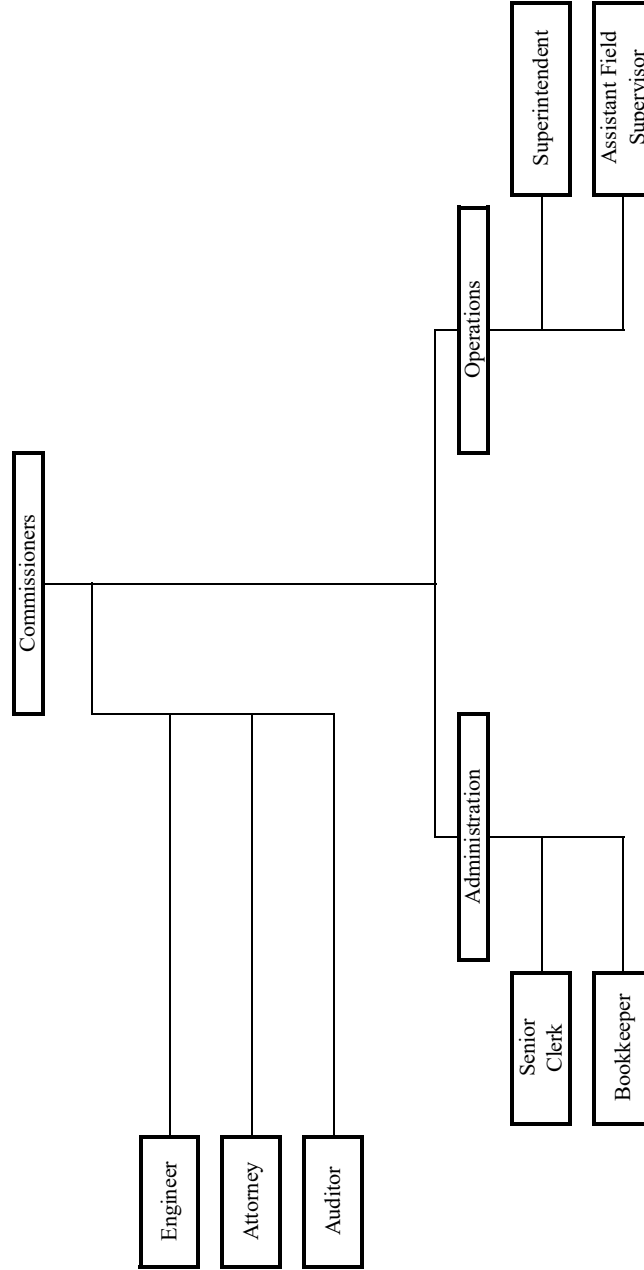 Commissioners
Engineer
Attorney
Auditor
Administration
Operations
Senior
Clerk
Superintendent
Bookkeeper
Assistant Field
Supervisor